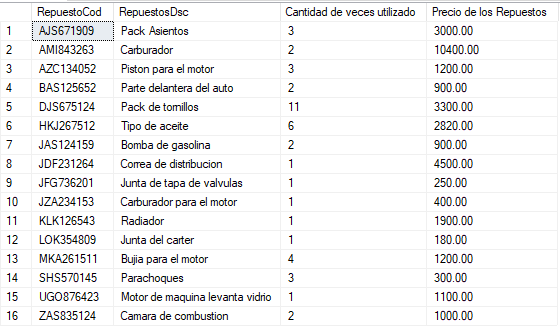 RepuestoCod RepuestosDsc Cantidad de veces utilizado Precio de los Repuestos
1 AJS671909 Pack Asientos 3 3000.00
2 AMI843263 Carburador 2 10400.00
3 AZC134052 Piston para el motor 3 1200.00
4 BAS125652 Parte delantera del auto 2 900.00
5 DJS675124 Pack de tornillos 11 3300.00
6 HKJ267512 Tipo de aceite 6 2820.00
7 JAS124159 Bomba de gasolina 2 900.00
8 JDF231264 Correa de distribucion 1 4500.00
9 JFG736201 Junta de tapa de valvulas 1 250.00
10 JZA234153 Carburador para el motor 1 400.00
11 KLK126543 Radiador 1 1900.00
12 LOK354809 Junta del carter 1 180.00
13 MKA261511 Bujia para el motor 4 1200.00
14 SHS570145 Parachoques 3 300.00
15 UGO876423 Motor de maquina levanta vidrio 1 1100.00
16 ZAS835124 Camara de combustion 2 1000.00